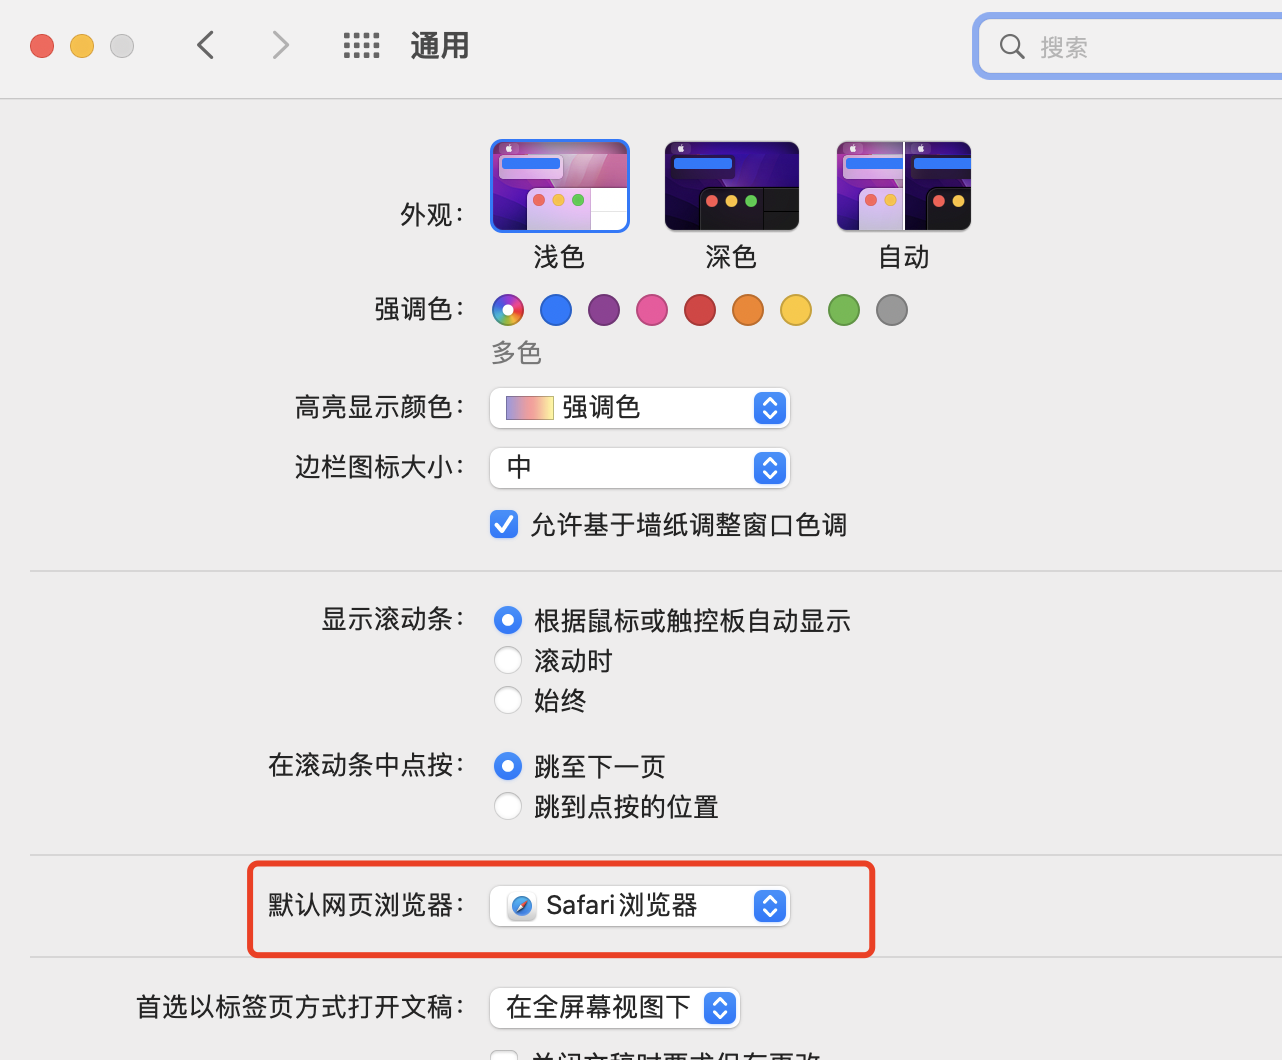 通用
搜索
外观：
浅色 深色 自动
强调色：
多色
高亮显示颜色： 强调色
边栏图标大小： 中
允许基于墙纸调整窗口色调
显示滚动条： 根据鼠标或触控板自动显示
滚动时
始终
在滚动条中点按： 跳至下一页
跳到点按的位置
默认网页浏览器： Safari浏览器
首选以标签页方式打开文稿： 在全屏幕视图下